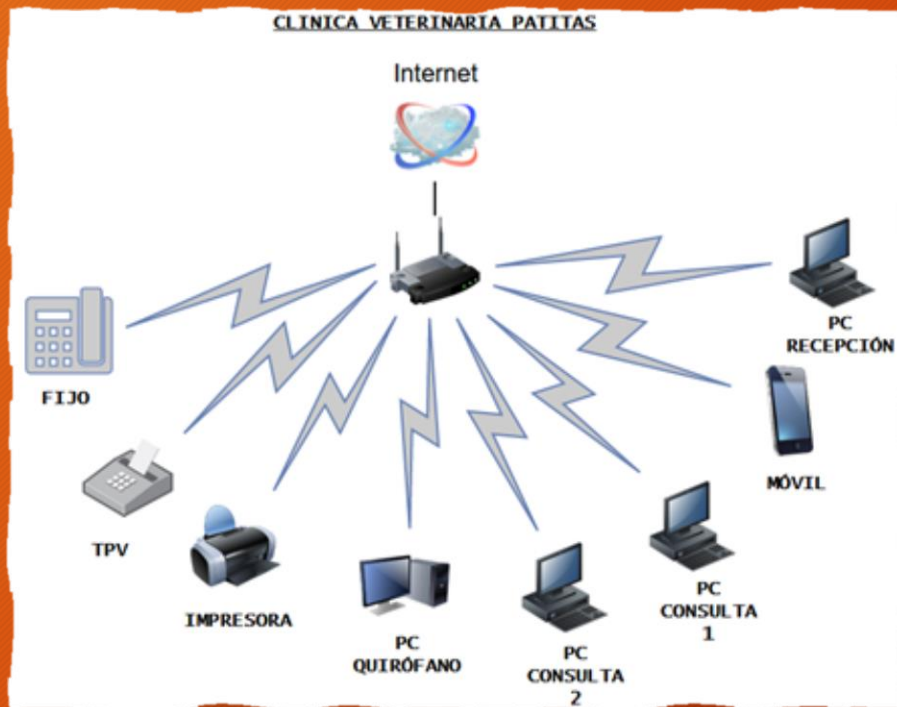 CLINICA VETERINARIA PATITAS
Internet
PC
RECEPCIÓN
FIJO
MÓVIL
TPV
PC
CONSULTA
1
IMPRESORA
PC
QUIRÓFANO
PC
CONSULTA
2